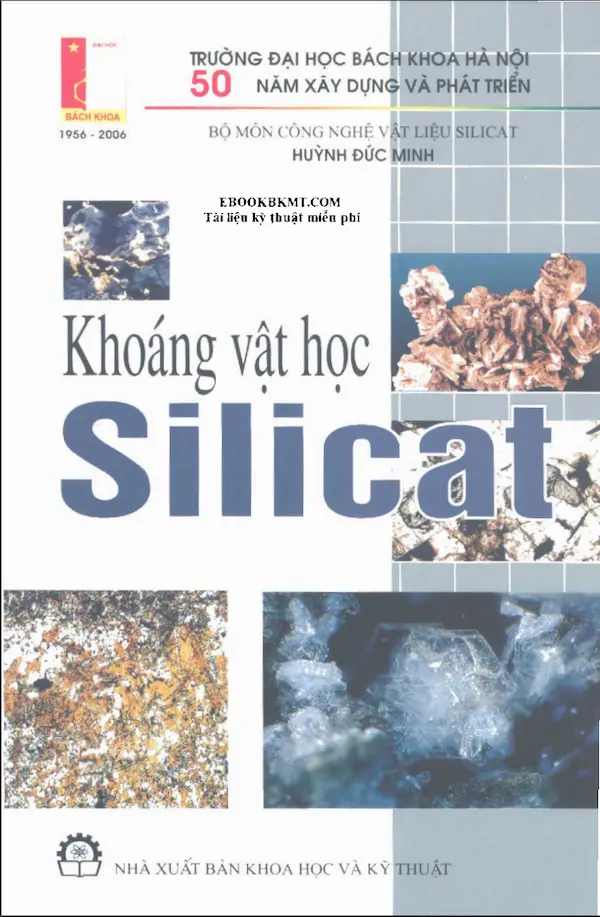 ĐẠI HỌC
BÁCH KHOA
1956 - 2006
TRƯỜNG ĐẠI HỌC BÁCH KHOA HÀ NỘI
50 NĂM XÂY DỰNG VÀ PHÁT TRIỂN
BỘ MÔN CÔNG NGHỆ VẬT LIỆU SILICAT
HUỲNH ĐỨC MINH
EBOOKBKMT.COM
Tài liệu kỹ thuật miễn phí
Khoáng vật học
Silicat
NHÀ XUẤT BẢN KHOA HỌC VÀ KỸ THUẬT